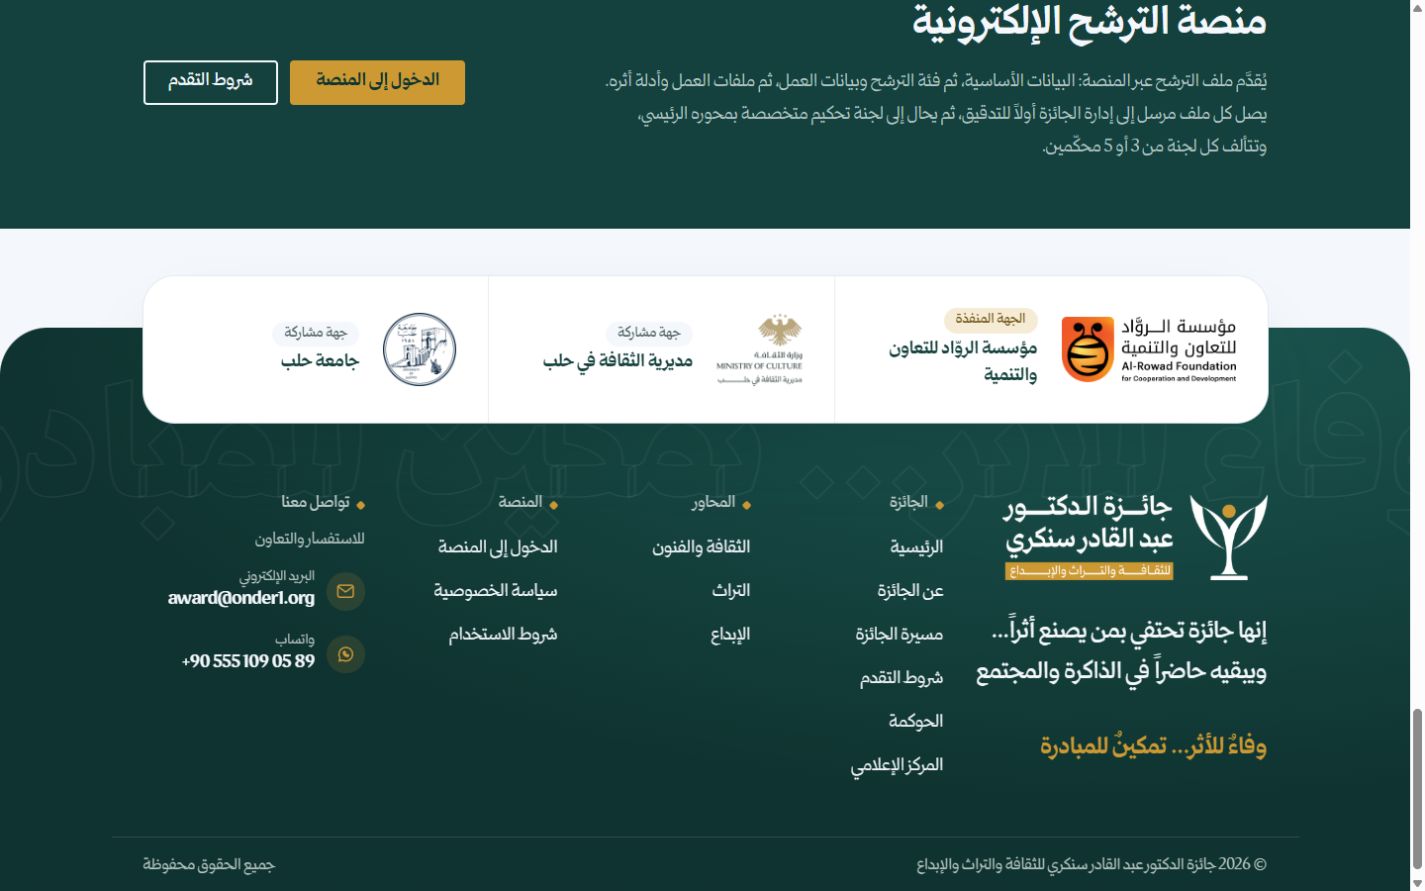 منصة الترشح الإلكترونية
يُقدَّم ملف الترشح عبر المنصة: البيانات الأساسية، ثم فئة الترشح وبيانات العمل، ثم ملفات العمل وأدلة أثره.
يصل كل ملف مرسل إلى إدارة الجائزة أولاً للتدقيق، ثم يحال إلى لجنة تحكيم متخصصة بمحوره الرئيسي،
وتتألف كل لجنة من 3 أو 5 محكّمين.
الدخول إلى المنصة
شروط التقدم
مؤسسة الـروَّاد
للتعاون والتنمية
Al-Rowad Foundation
for Cooperation and Development
الجهة المنفذة
مؤسسة الروّاد للتعاون
والتنمية
وزارة الثقافة
MINISTRY OF CULTURE
مديرية الثقافة في حلب
جهة مشاركة
مديرية الثقافة في حلب
جهة مشاركة
جامعة حلب
وفاء للأثر... تمكين للمبادرة
جائـزة الدكتـور
عبد القادر سنكري
للثقافـة والتـراث والإبـداع
إنها جائزة تحتفي بمن يصنع أثراً...
ويبقيه حاضراً في الذاكرة والمجتمع
وفاءٌ للأثر... تمكينٌ للمبادرة
الجائزة
الرئيسية
عن الجائزة
مسيرة الجائزة
شروط التقدم
الحوكمة
المركز الإعلامي
المحاور
الثقافة والفنون
التراث
الإبداع
المنصة
الدخول إلى المنصة
سياسة الخصوصية
شروط الاستخدام
تواصل معنا
للاستفسار والتعاون
البريد الإلكتروني
award@onder1.org
واتساب
+90 555 109 05 89
© 2026 جائزة الدكتور عبد القادر سنكري للثقافة والتراث والإبداع
جميع الحقوق محفوظة